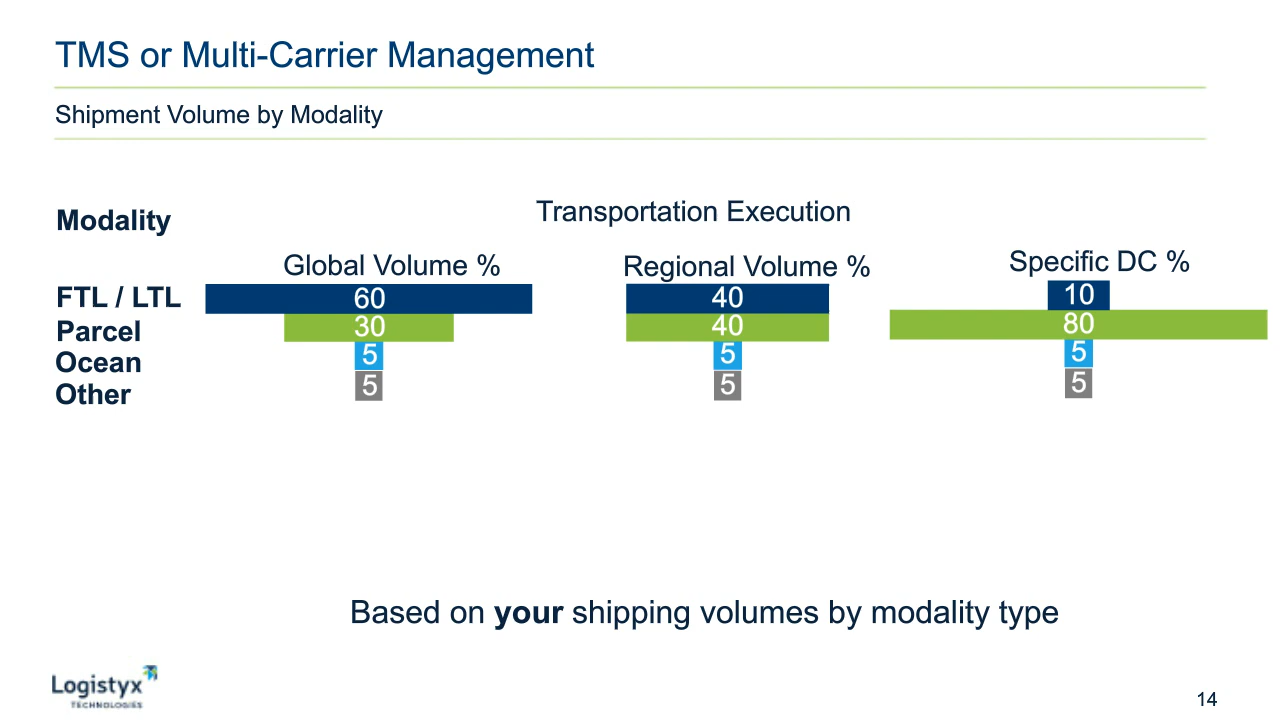 TMS or Multi-Carrier Management
Shipment Volume by Modality
Modality
Transportation Execution
Global Volume %
Regional Volume %
Specific DC %
FTL / LTL
60
40
10
Parcel
30
40
80
Ocean
5
5
5
Other
5
5
5
Based on your shipping volumes by modality type
Logistyx
TECHNOLOGIES
14